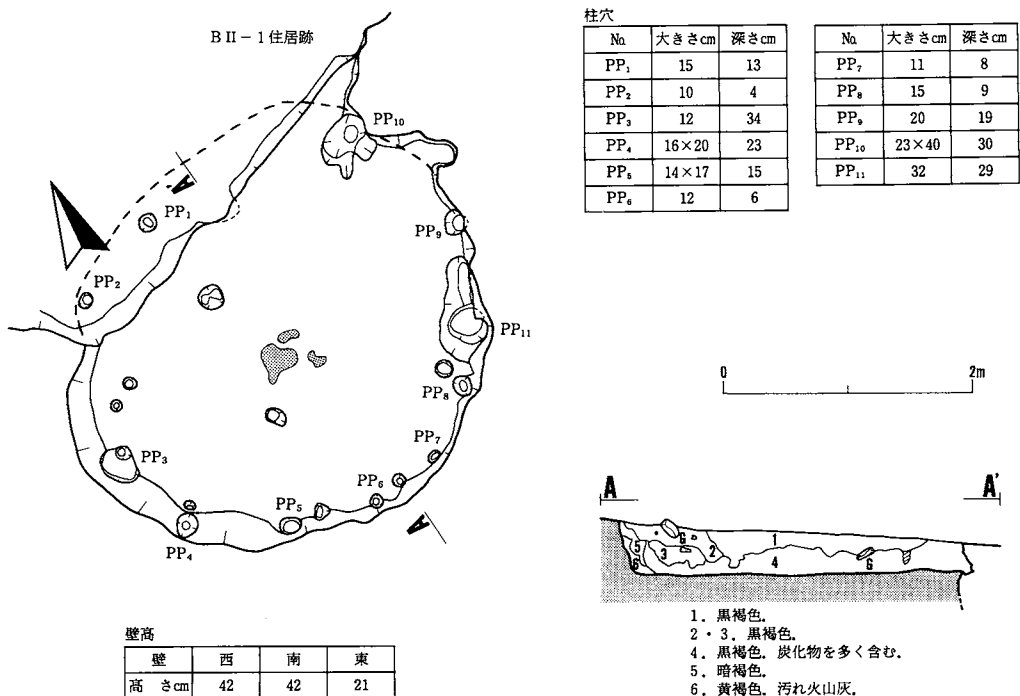 BⅡ-1住居跡
PP₁₀
A
PP₁
PP₉
PP₂
PP₁₁
PP₈
PP₇
PP₃
PP₆
PP₅
A
PP₄
柱穴
№ 大きさcm 深さcm
PP₁ 15 13
PP₂ 10 4
PP₃ 12 34
PP₄ 16×20 23
PP₅ 14×17 15
PP₆ 12 6
№ 大きさcm 深さcm
PP₇ 11 8
PP₈ 15 9
PP₉ 20 19
PP₁₀ 23×40 30
PP₁₁ 32 29
0 2m
A A'
1
G
5 3 2
4 G
6
1. 黒褐色.
2・3. 黒褐色.
4. 黒褐色. 炭化物を多く含む.
5. 暗褐色.
6. 黄褐色. 汚れ火山灰.
壁高
壁 西 南 東
高さcm 42 42 21